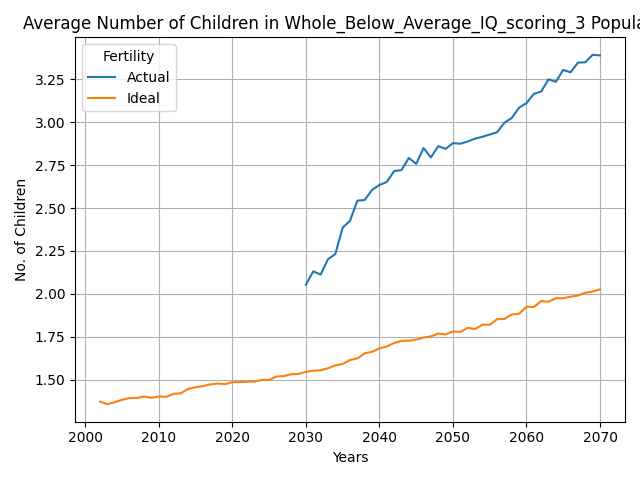 Average Number of Children in Whole_Below_Average_IQ_scoring_3 Popula
Fertility
Actual
Ideal
No. of Children
3.25
3.00
2.75
2.50
2.25
2.00
1.75
1.50
2000 2010 2020 2030 2040 2050 2060 2070
Years